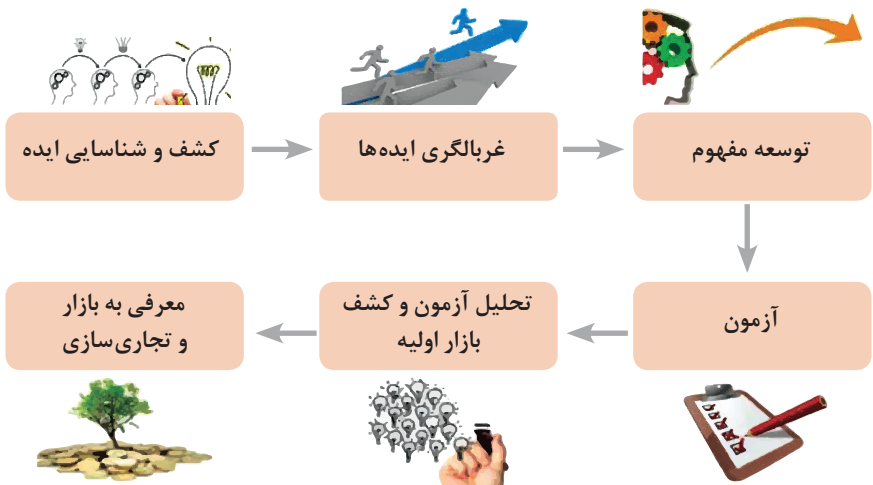 کشف و شناسایی ایده
غربالگری ایده‌ها
توسعه مفهوم
آزمون
تحلیل آزمون و کشف
بازار اولیه
معرفی به بازار
و تجاری‌سازی